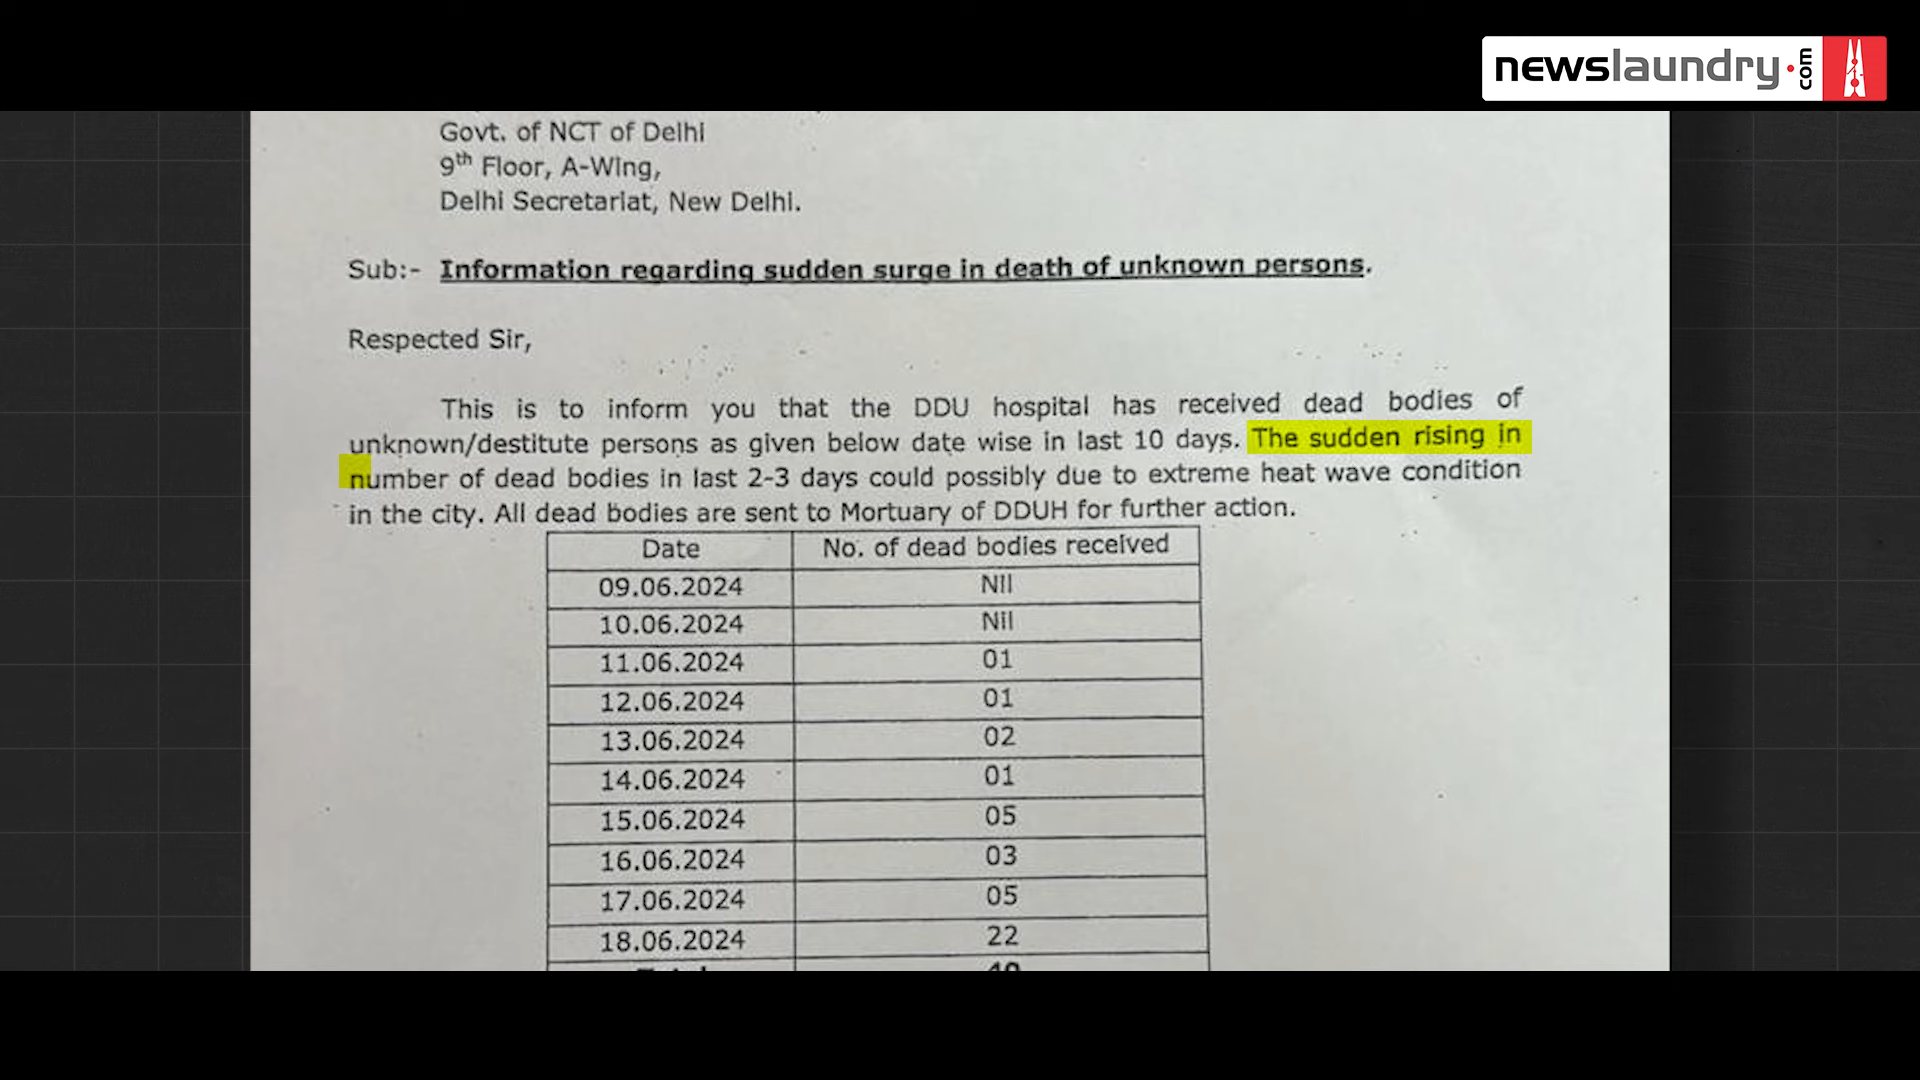 newslaundry.com
Govt. of NCT of Delhi
9th Floor, A-Wing,
Delhi Secretariat, New Delhi.
Sub:- Information regarding sudden surge in death of unknown persons.
Respected Sir,
This is to inform you that the DDU hospital has received dead bodies of
unknown/destitute persons as given below date wise in last 10 days. The sudden rising in
number of dead bodies in last 2-3 days could possibly due to extreme heat wave condition
in the city. All dead bodies are sent to Mortuary of DDUH for further action.
Date No. of dead bodies received
09.06.2024 Nil
10.06.2024 Nil
11.06.2024 01
12.06.2024 01
13.06.2024 02
14.06.2024 01
15.06.2024 05
16.06.2024 03
17.06.2024 05
18.06.2024 22